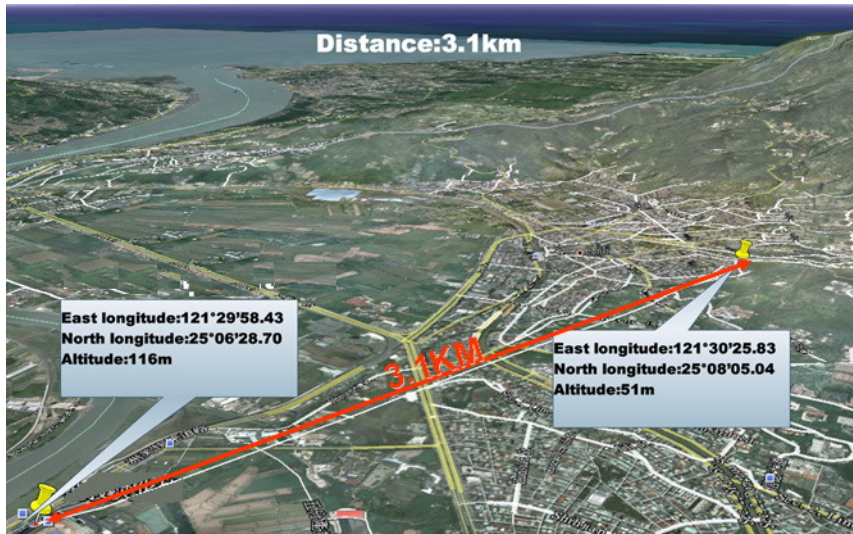 Distance:3.1km
East longitude:121°29’58.43
North longitude:25°06’28.70
Altitude:116m
3.1KM
East longitude:121°30’25.83
North longitude:25°08’05.04
Altitude:51m